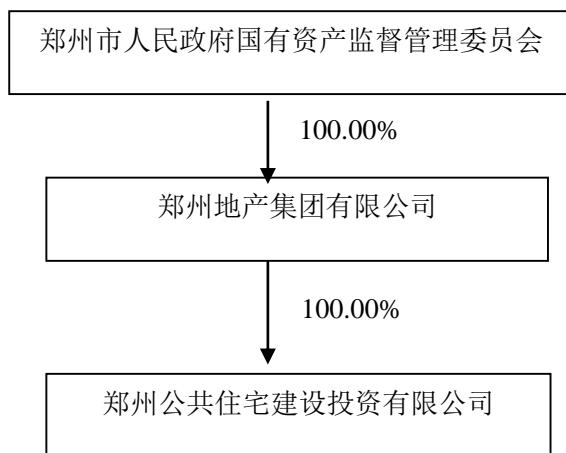 郑州市人民政府国有资产监督管理委员会
100.00%
郑州地产集团有限公司
100.00%
郑州公共住宅建设投资有限公司